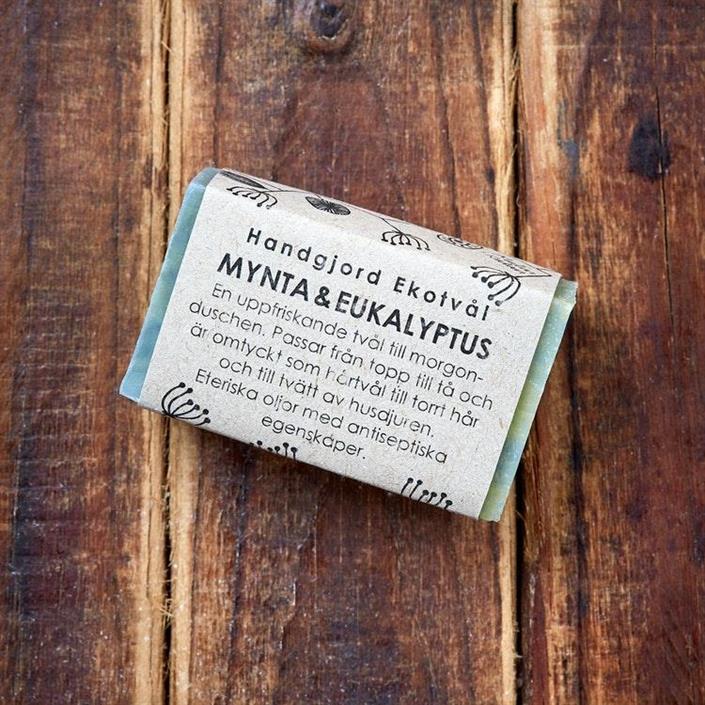 Handgjord Ekotvål
MYNTA & EUKALYPTUS
En uppfriskande tvål till morgon-
duschen. Passar från topp till tå och
är omtyckt som hårtvål till torrt hår
och till tvätt av husdjuren.
Eteriska oljor med antiseptiska
egenskaper.